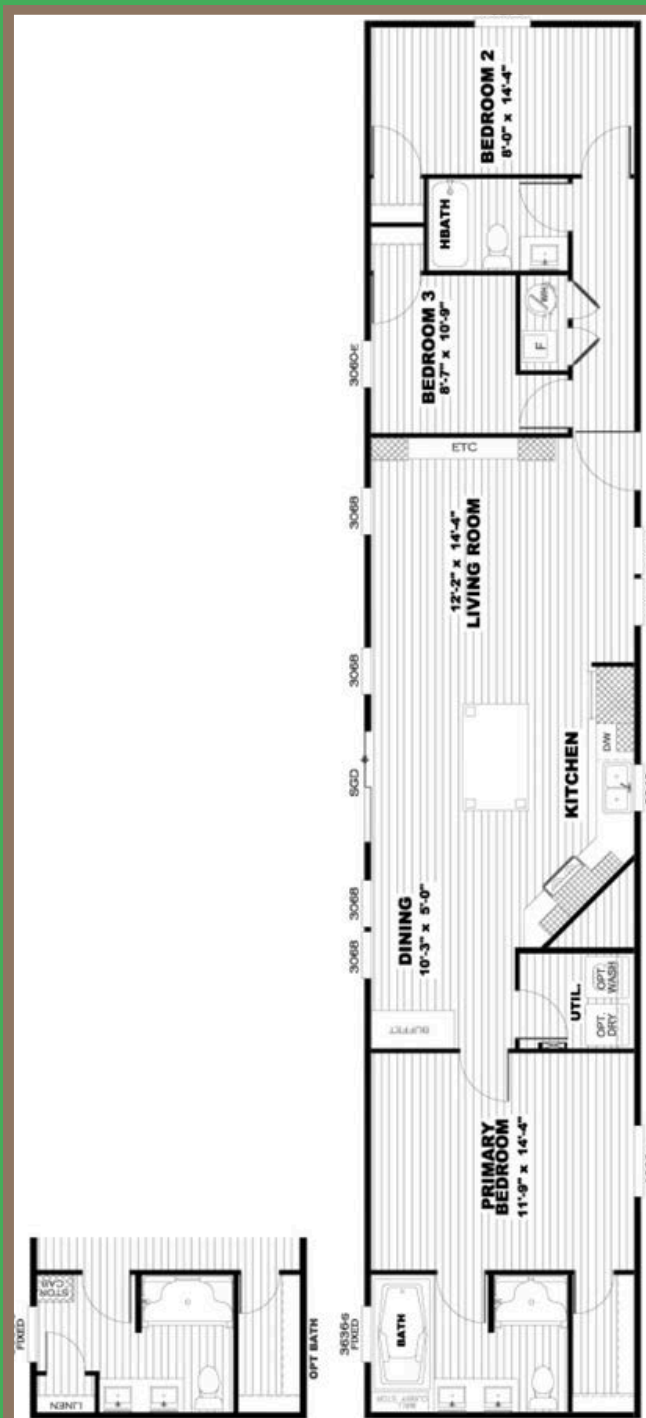 BEDROOM 2
8'-0" x 14'-4"
HBATH
BEDROOM 3
8'-7" x 10'-9"
WH
F
3060-E
ETC
3068
12'-2" x 14'-4"
LIVING ROOM
3068
SGD
D/W
KITCHEN
3068
3068
DINING
10'-3" x 5'-0"
BUFFET
UTIL.
OPT. WASH
OPT. DRY
PRIMARY
BEDROOM
11'-9" x 14'-4"
3636-S
FIXED
BATH
FIXED
STOR
CAB
LINEN
OPT BATH